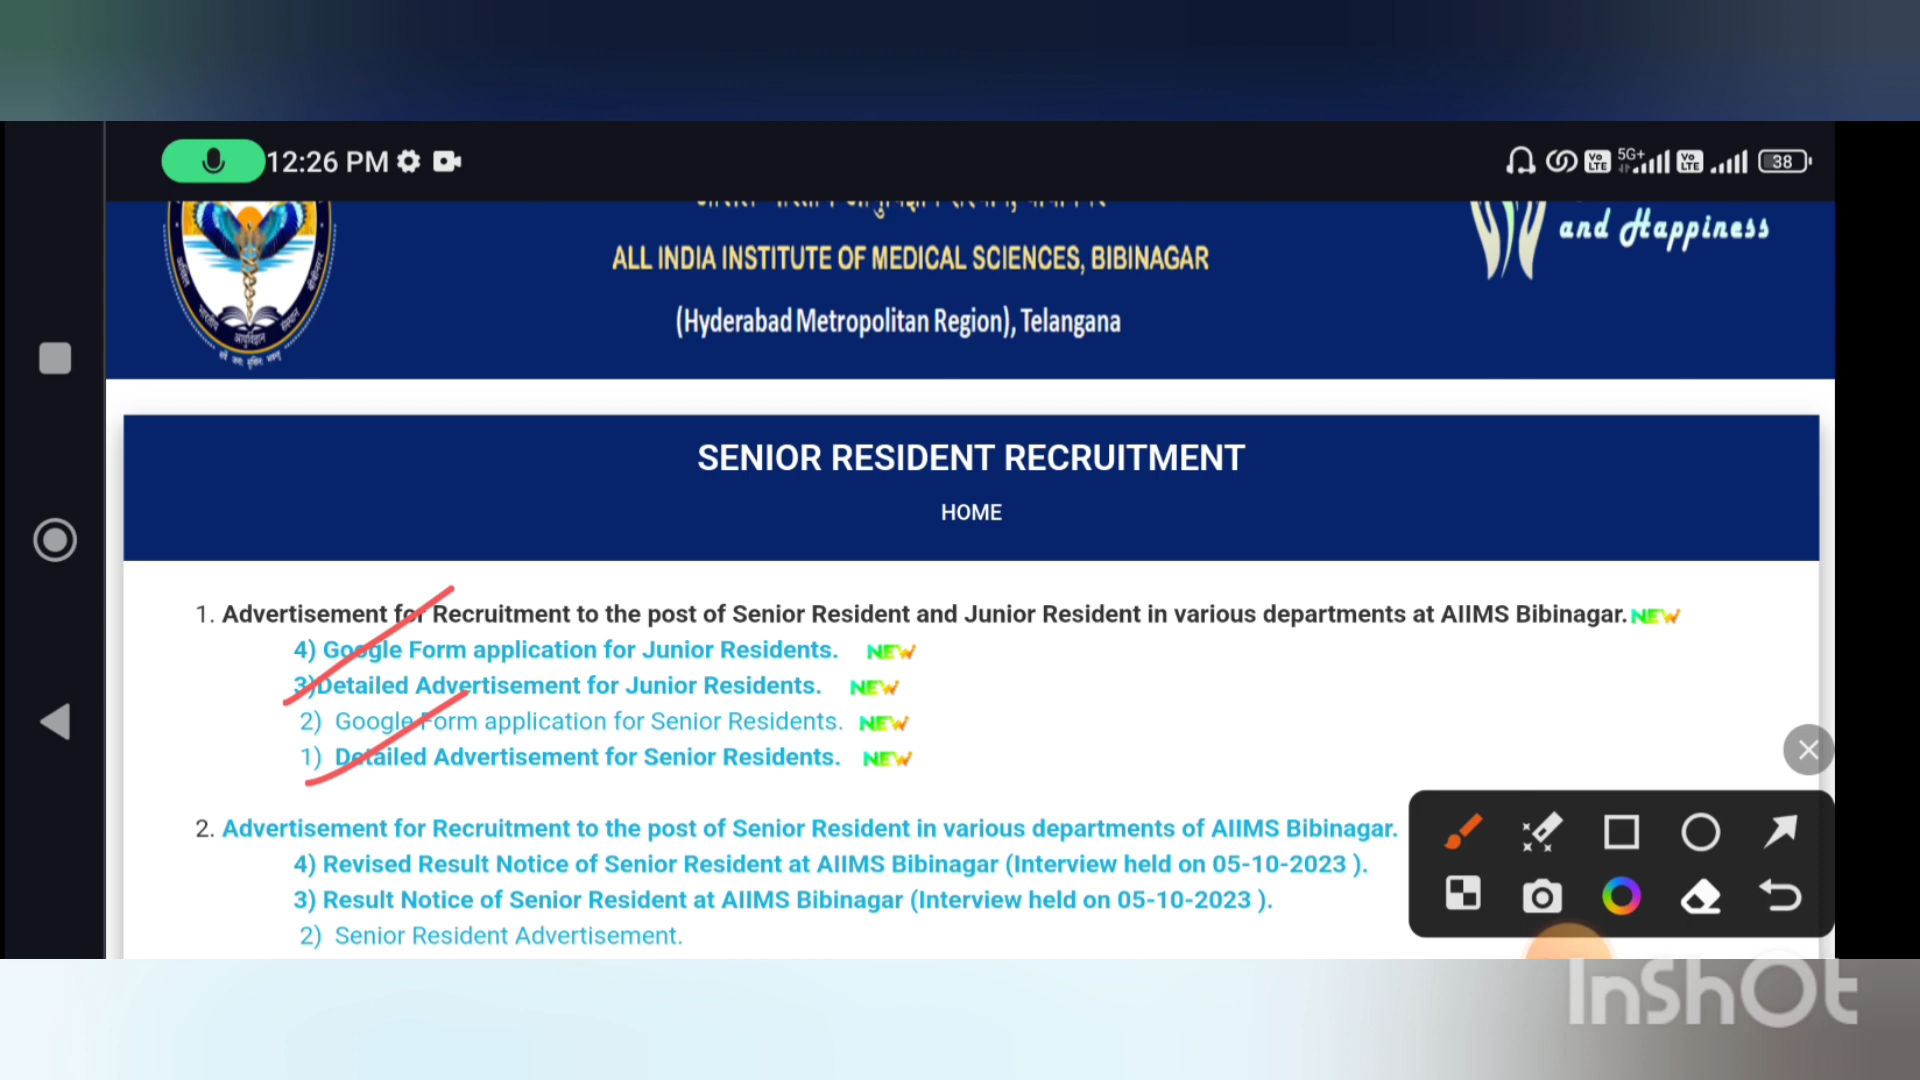 12:26 PM
5G+
Vo LTE
Vo LTE
38
ALL INDIA INSTITUTE OF MEDICAL SCIENCES, BIBINAGAR
and Happiness
(Hyderabad Metropolitan Region), Telangana
SENIOR RESIDENT RECRUITMENT
HOME
1. Advertisement for Recruitment to the post of Senior Resident and Junior Resident in various departments at AIIMS Bibinagar. NEW
4) Google Form application for Junior Residents. NEW
3)Detailed Advertisement for Junior Residents. NEW
2) Google Form application for Senior Residents. NEW
1) Detailed Advertisement for Senior Residents. NEW
2. Advertisement for Recruitment to the post of Senior Resident in various departments of AIIMS Bibinagar.
4) Revised Result Notice of Senior Resident at AIIMS Bibinagar (Interview held on 05-10-2023 ).
3) Result Notice of Senior Resident at AIIMS Bibinagar (Interview held on 05-10-2023 ).
2) Senior Resident Advertisement.
InShOt